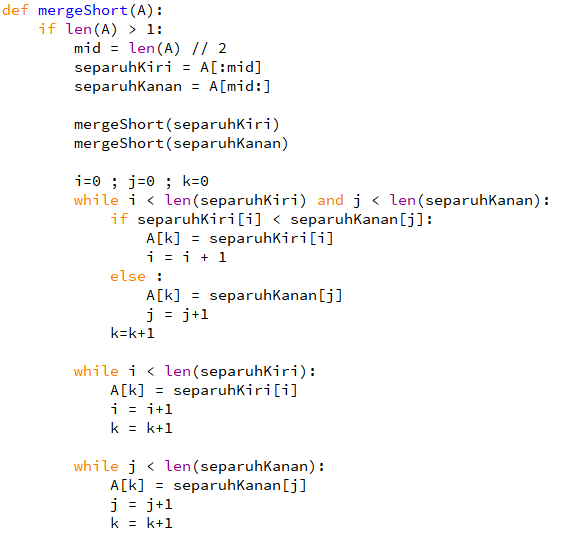 def mergeShort(A):
    if len(A) > 1:
        mid = len(A) // 2
        separuhKiri = A[:mid]
        separuhKanan = A[mid:]

        mergeShort(separuhKiri)
        mergeShort(separuhKanan)

        i=0 ; j=0 ; k=0
        while i < len(separuhKiri) and j < len(separuhKanan):
            if separuhKiri[i] < separuhKanan[j]:
                A[k] = separuhKiri[i]
                i = i + 1
            else :
                A[k] = separuhKanan[j]
                j = j+1
            k=k+1

        while i < len(separuhKiri):
            A[k] = separuhKiri[i]
            i = i+1
            k = k+1

        while j < len(separuhKanan):
            A[k] = separuhKanan[j]
            j = j+1
            k = k+1